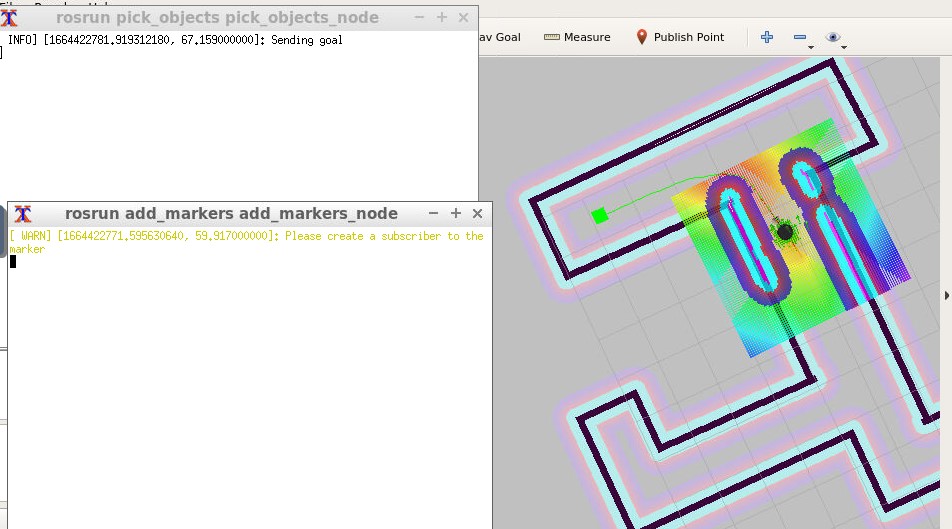 rosrun pick_objects pick_objects_node
INFO] [1664422781.919312180, 67.159000000]: Sending goal
av Goal
Measure
Publish Point
rosrun add_markers add_markers_node
[ WARN] [1664422771.595630640, 59.917000000]: Please create a subscriber to the
marker